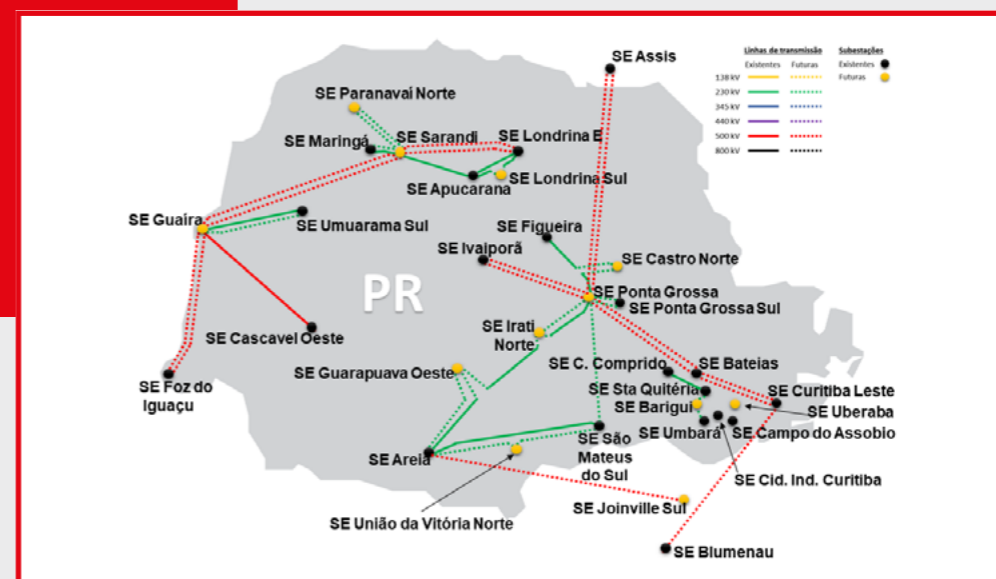 Linhas de transmissão
Subestações
Existentes
Futuras
Existentes
Futuras
138 kV
230 kV
345 kV
440 kV
500 kV
800 kV
SE Assis
SE Paranavaí Norte
SE Maringá
SE Sarandi
SE Londrina E
SE Apucarana
SE Londrina Sul
SE Guaíra
SE Umuarama Sul
SE Figueira
SE Ivaiporã
SE Castro Norte
PR
SE Ponta Grossa
SE Ponta Grossa Sul
SE Cascavel Oeste
SE Irati
Norte
SE Guarapuava Oeste
SE C. Comprido
SE Bateias
SE Foz do
Iguaçu
SE Sta Quitéria
SE Curitiba Leste
SE Barigui
SE Uberaba
SE Umbará
SE Campo do Assobio
SE Areia
SE São
Mateus
do Sul
SE Cid. Ind. Curitiba
SE União da Vitória Norte
SE Joinville Sul
SE Blumenau